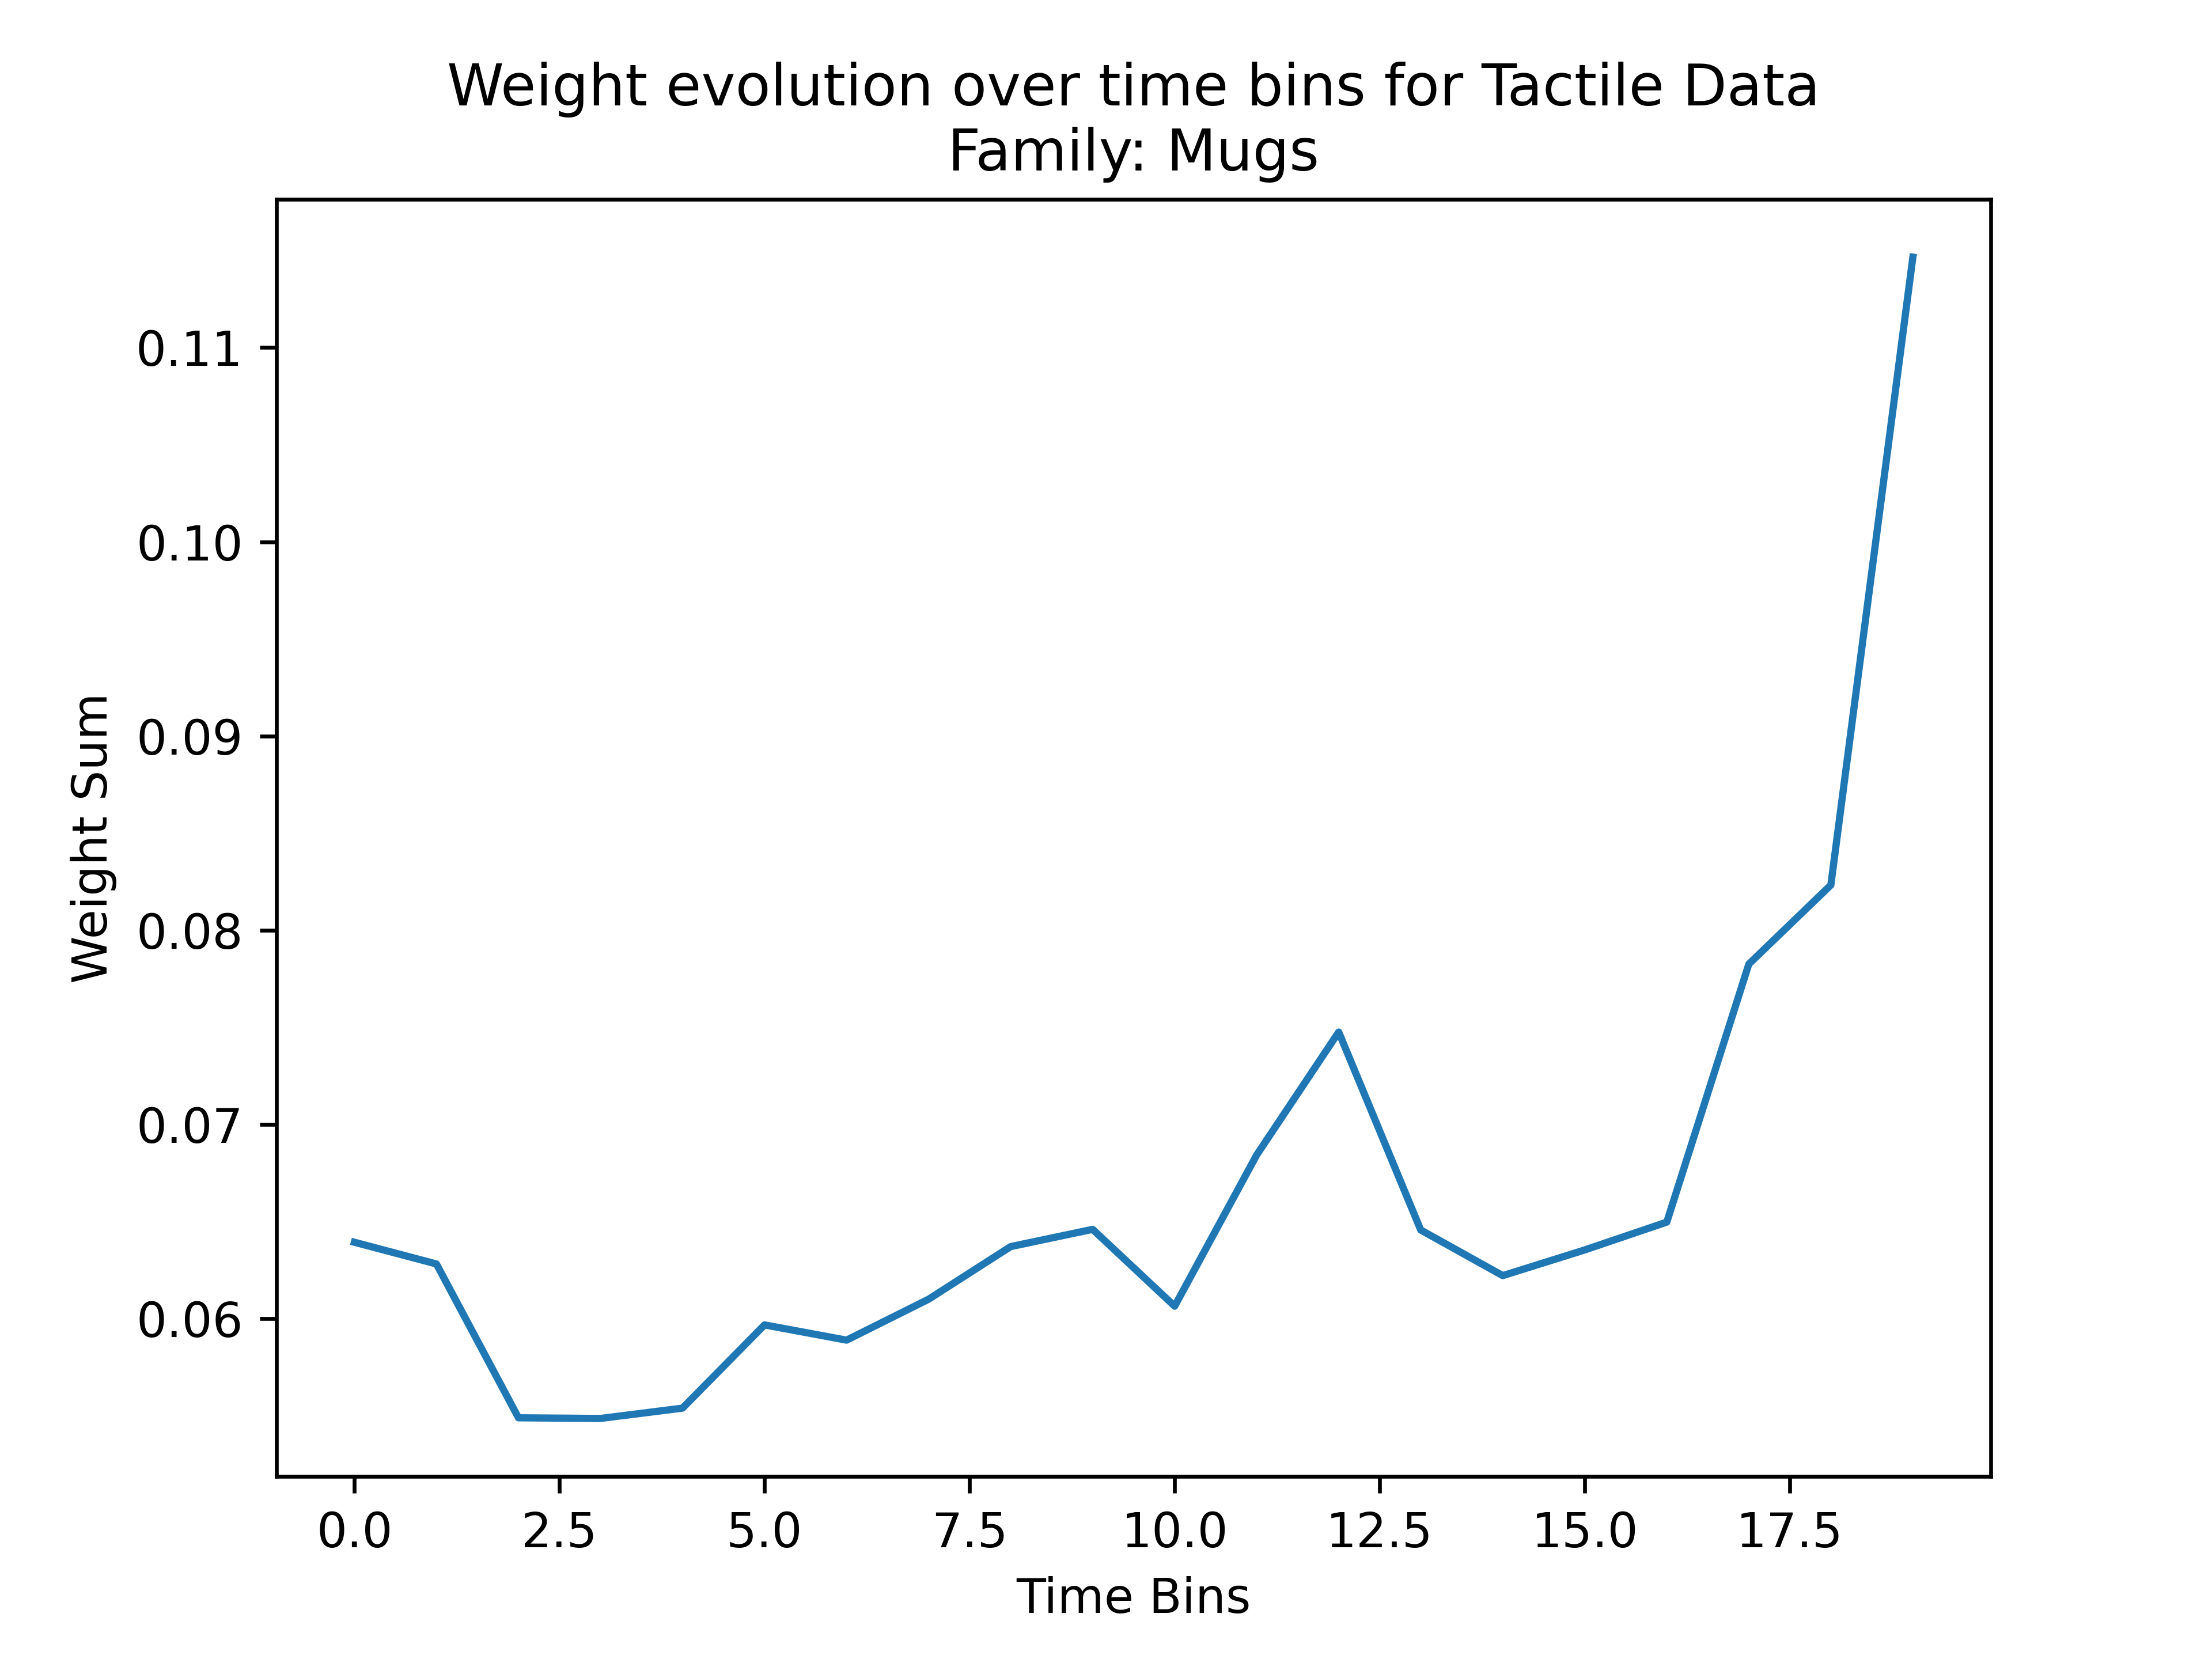 Weight evolution over time bins for Tactile Data
Family: Mugs
0.11
0.10
0.09
0.08
0.07
0.06
Weight Sum
0.0 2.5 5.0 7.5 10.0 12.5 15.0 17.5
Time Bins